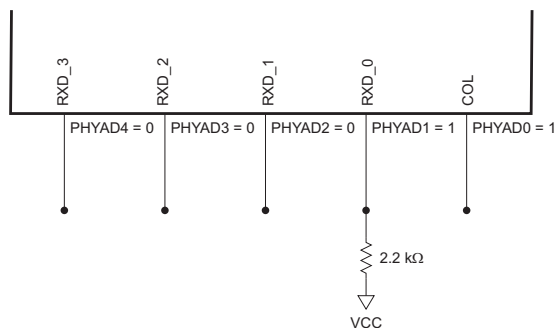 RXD_3
RXD_2
RXD_1
RXD_0
COL
PHYAD4 = 0
PHYAD3 = 0
PHYAD2 = 0
PHYAD1 = 1
PHYAD0 = 1
2.2 kΩ
VCC